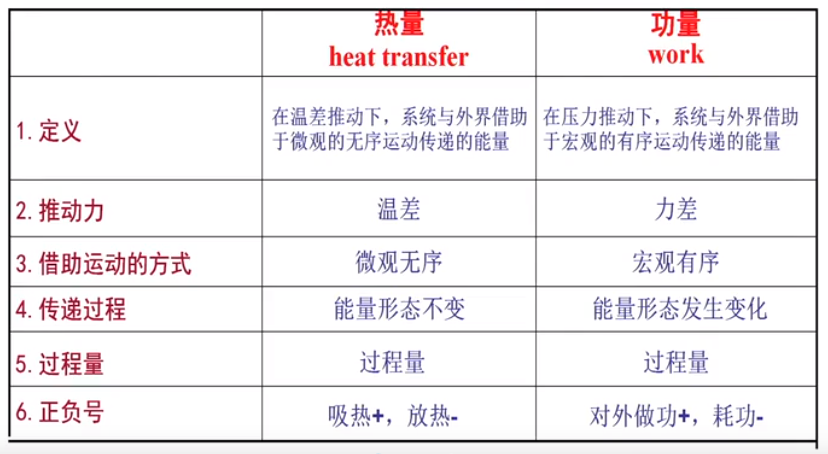 热量
heat transfer
功量
work
1.定义
在温差推动下，系统与外界借助
于微观的无序运动传递的能量
在压力推动下，系统与外界借助
于宏观的有序运动传递的能量
2.推动力
温差
力差
3.借助运动的方式
微观无序
宏观有序
4.传递过程
能量形态不变
能量形态发生变化
5.过程量
过程量
过程量
6.正负号
吸热+，放热-
对外做功+，耗功-